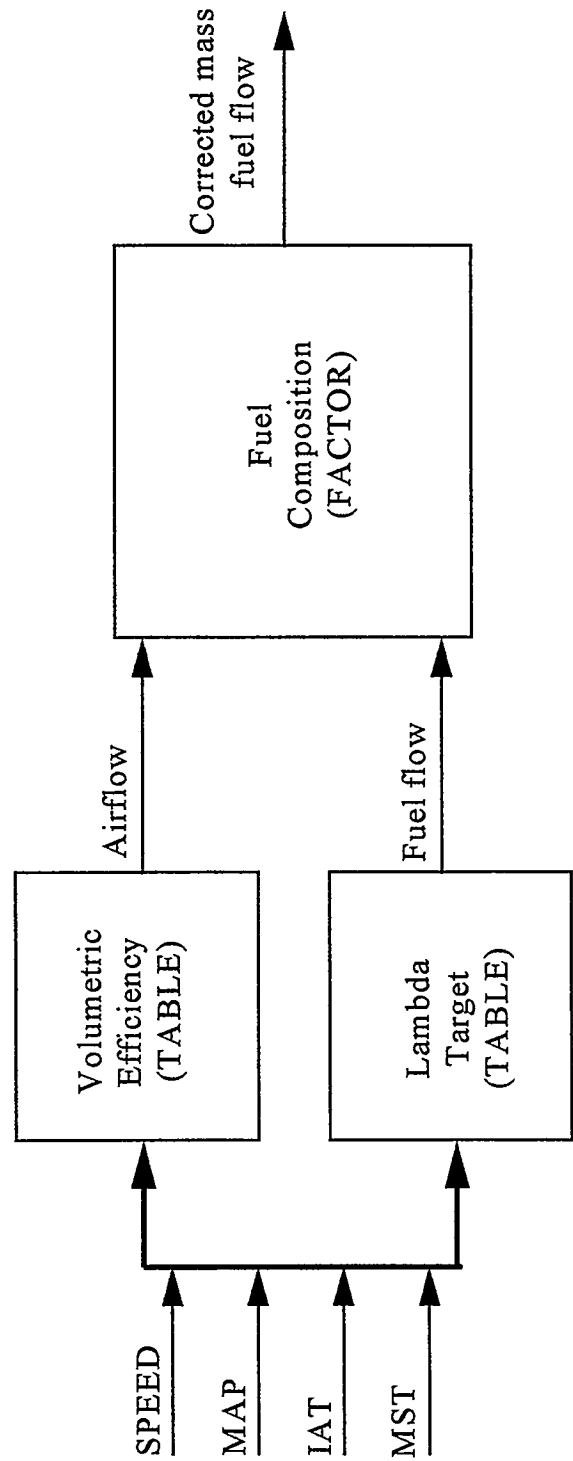 SPEED
MAP
IAT
MST
Volumetric
Efficiency
(TABLE)
Lambda
Target
(TABLE)
Airflow
Fuel flow
Fuel
Composition
(FACTOR)
Corrected mass
fuel flow